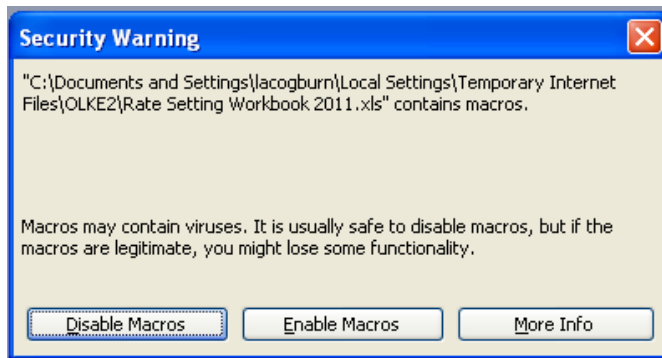 Security Warning
"C:\Documents and Settings\lacogburn\Local Settings\Temporary Internet
Files\OLKE2\Rate Setting Workbook 2011.xls" contains macros.
Macros may contain viruses. It is usually safe to disable macros, but if the
macros are legitimate, you might lose some functionality.
Disable Macros
Enable Macros
More Info